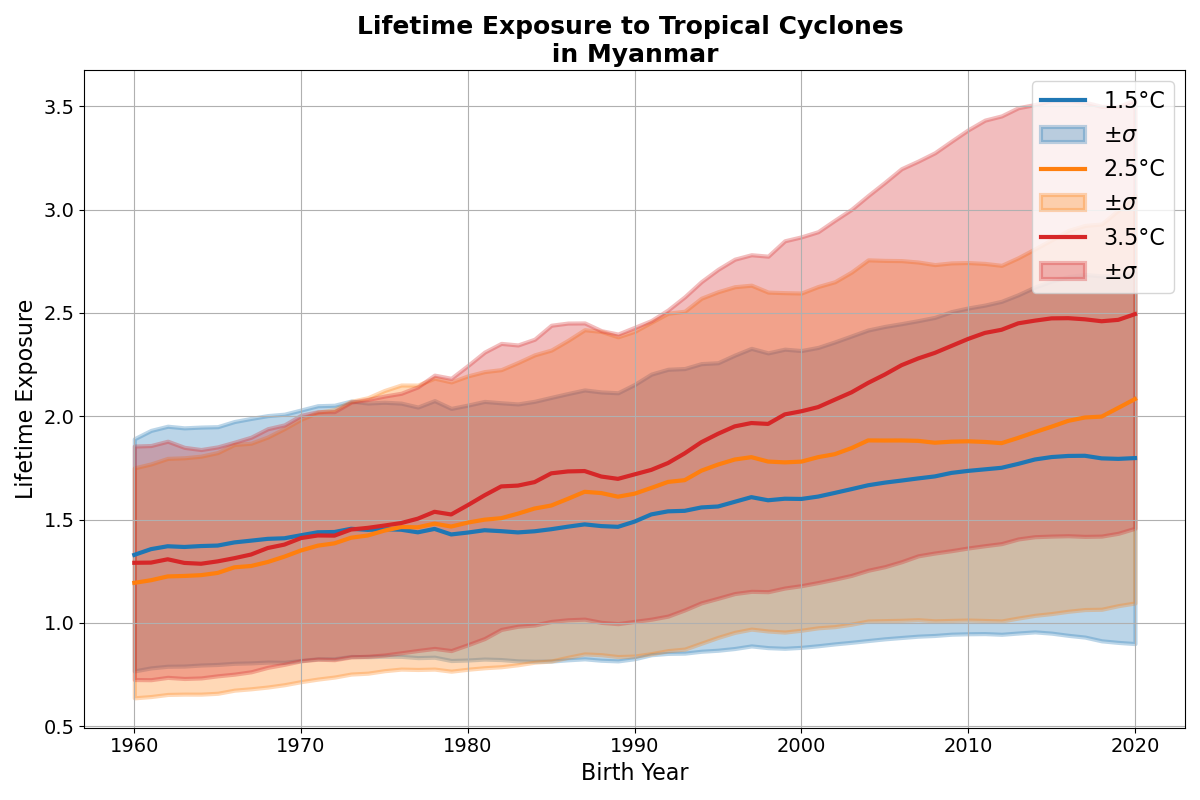 Lifetime Exposure to Tropical Cyclones
in Myanmar
Lifetime Exposure
3.5
3.0
2.5
2.0
1.5
1.0
0.5
1960
1970
1980
1990
2000
2010
2020
Birth Year
1.5°C
±σ
2.5°C
±σ
3.5°C
±σ